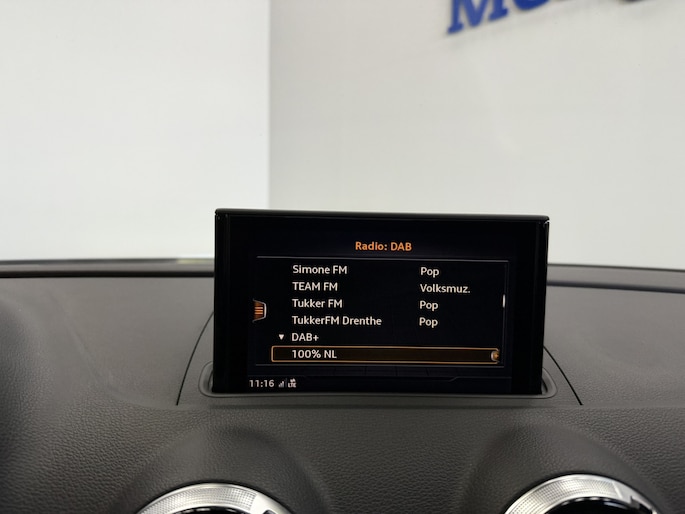 Radio: DAB
Simone FM Pop
TEAM FM Volksmuz.
Tukker FM Pop
TukkerFM Drenthe Pop
▼ DAB+
100% NL
11:16 LTE